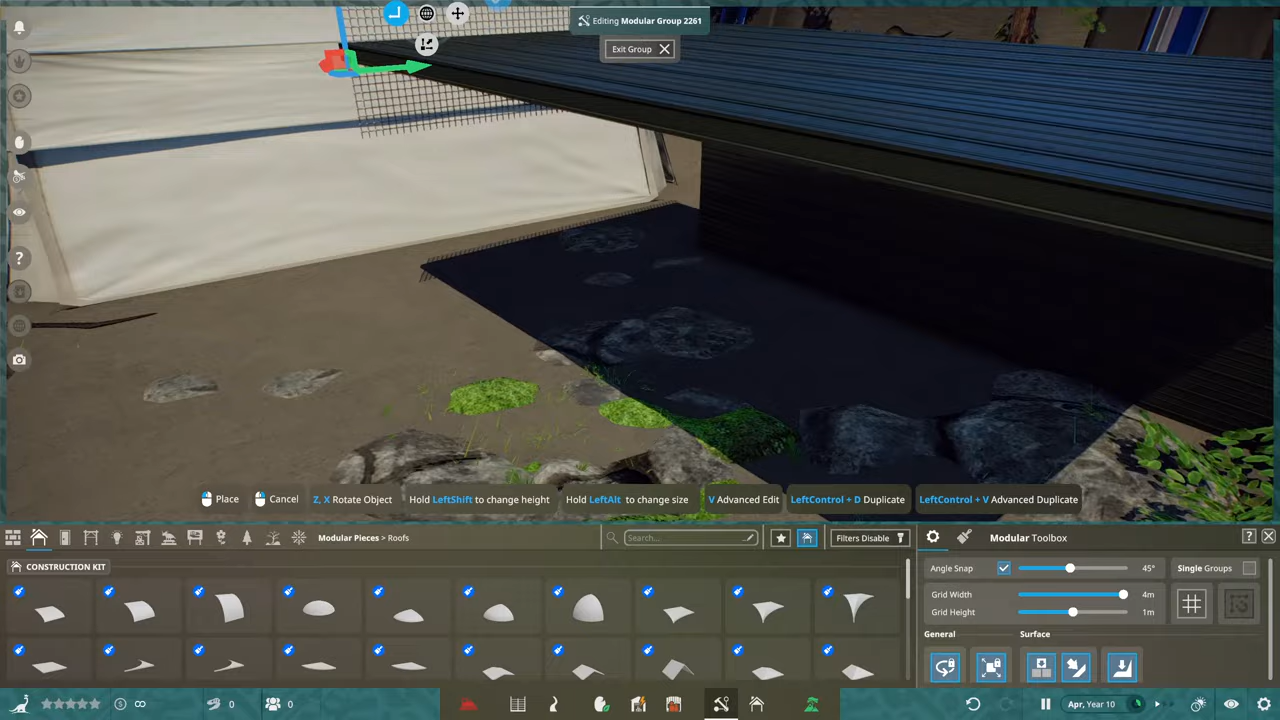 Editing Modular Group 2261
Exit Group
?
Place
Cancel
Z, X Rotate Object
Hold LeftShift to change height
Hold LeftAlt to change size
V Advanced Edit
LeftControl + D Duplicate
LeftControl + V Advanced Duplicate
Modular Pieces > Roofs
Search...
Filters Disable
Modular Toolbox
?
CONSTRUCTION KIT
Angle Snap
45°
Single Groups
Grid Width
4m
Grid Height
1m
General
Surface
∞
0
0
Apr, Year 10